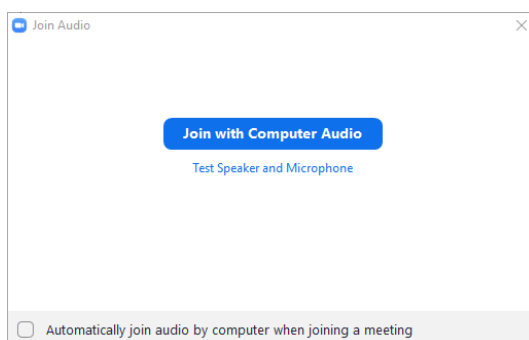 Join Audio
Join with Computer Audio
Test Speaker and Microphone
Automatically join audio by computer when joining a meeting